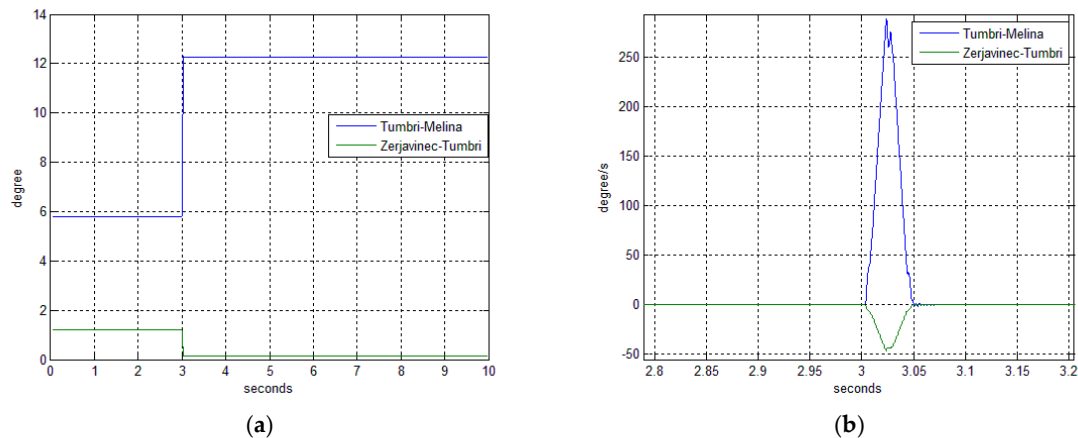 14
12
10
8
6
4
2
0
degree
Tumbri-Melina
Zerjavinec-Tumbri
0 1 2 3 4 5 6 7 8 9 10
seconds
(a)
250
200
150
100
50
0
-50
degree/s
Tumbri-Melina
Zerjavinec-Tumbri
2.8 2.85 2.9 2.95 3 3.05 3.1 3.15 3.2
seconds
(b)